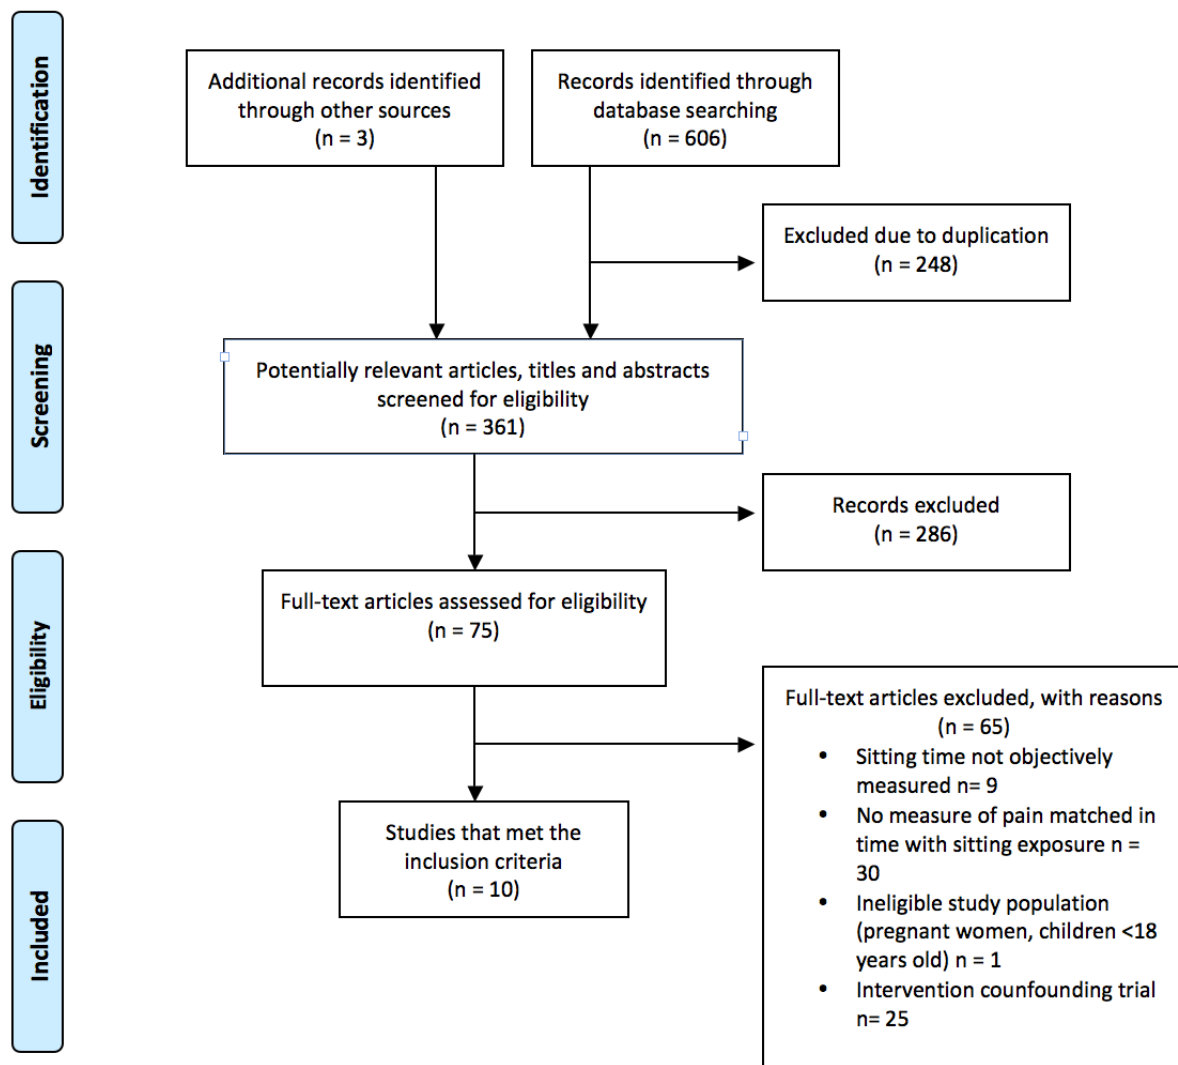 Identification
Additional records identified
through other sources
(n = 3)
Records identified through
database searching
(n = 606)
Excluded due to duplication
(n = 248)
Screening
Potentially relevant articles, titles and abstracts
screened for eligibility
(n = 361)
Records excluded
(n = 286)
Eligibility
Full-text articles assessed for eligibility
(n = 75)
Full-text articles excluded, with reasons
(n = 65)
• Sitting time not objectively
measured n= 9
• No measure of pain matched in
time with sitting exposure n =
30
• Ineligible study population
(pregnant women, children <18
years old) n = 1
• Intervention counfounding trial
n= 25
Included
Studies that met the
inclusion criteria
(n = 10)